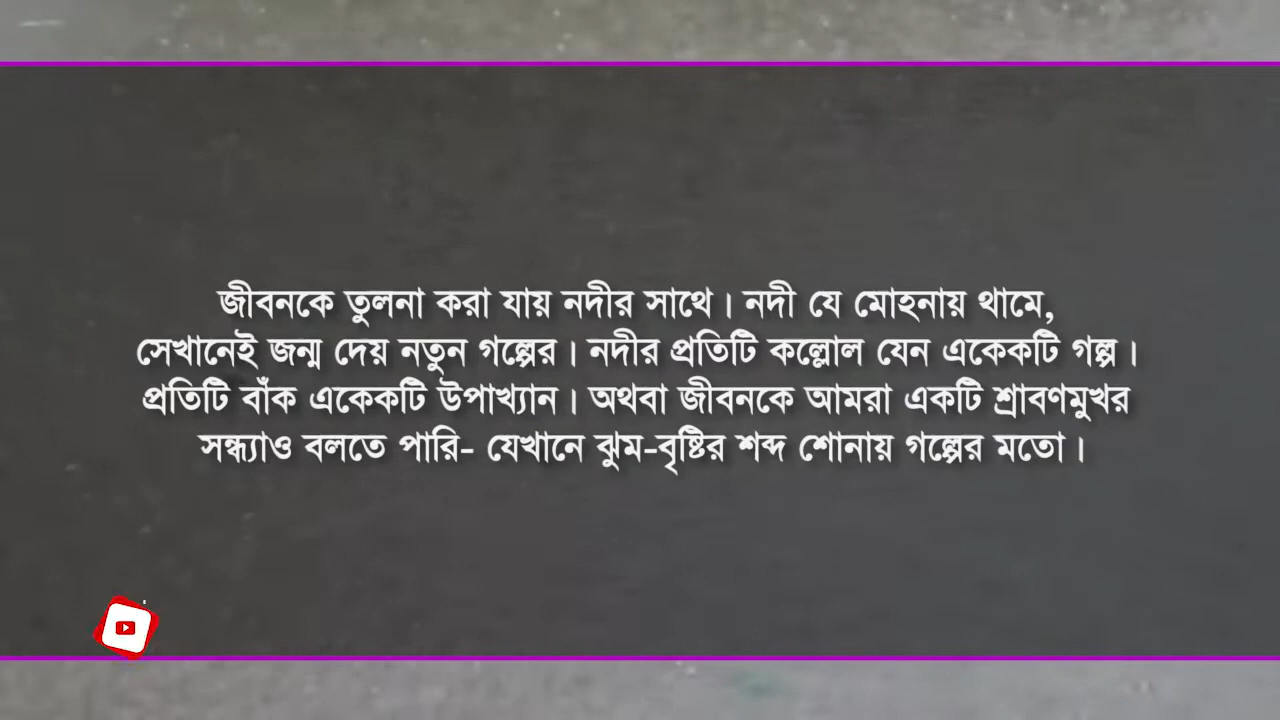 জীবনকে তুলনা করা যায় নদীর সাথে। নদী যে মোহনায় থামে,
সেখানেই জন্ম দেয় নতুন গল্পের। নদীর প্রতিটি কল্লোল যেন একেকটি গল্প।
প্রতিটি বাঁক একেকটি উপাখ্যান। অথবা জীবনকে আমরা একটি শ্রাবণমুখর
সন্ধ্যাও বলতে পারি- যেখানে ঝুম-বৃষ্টির শব্দ শোনায় গল্পের মতো।